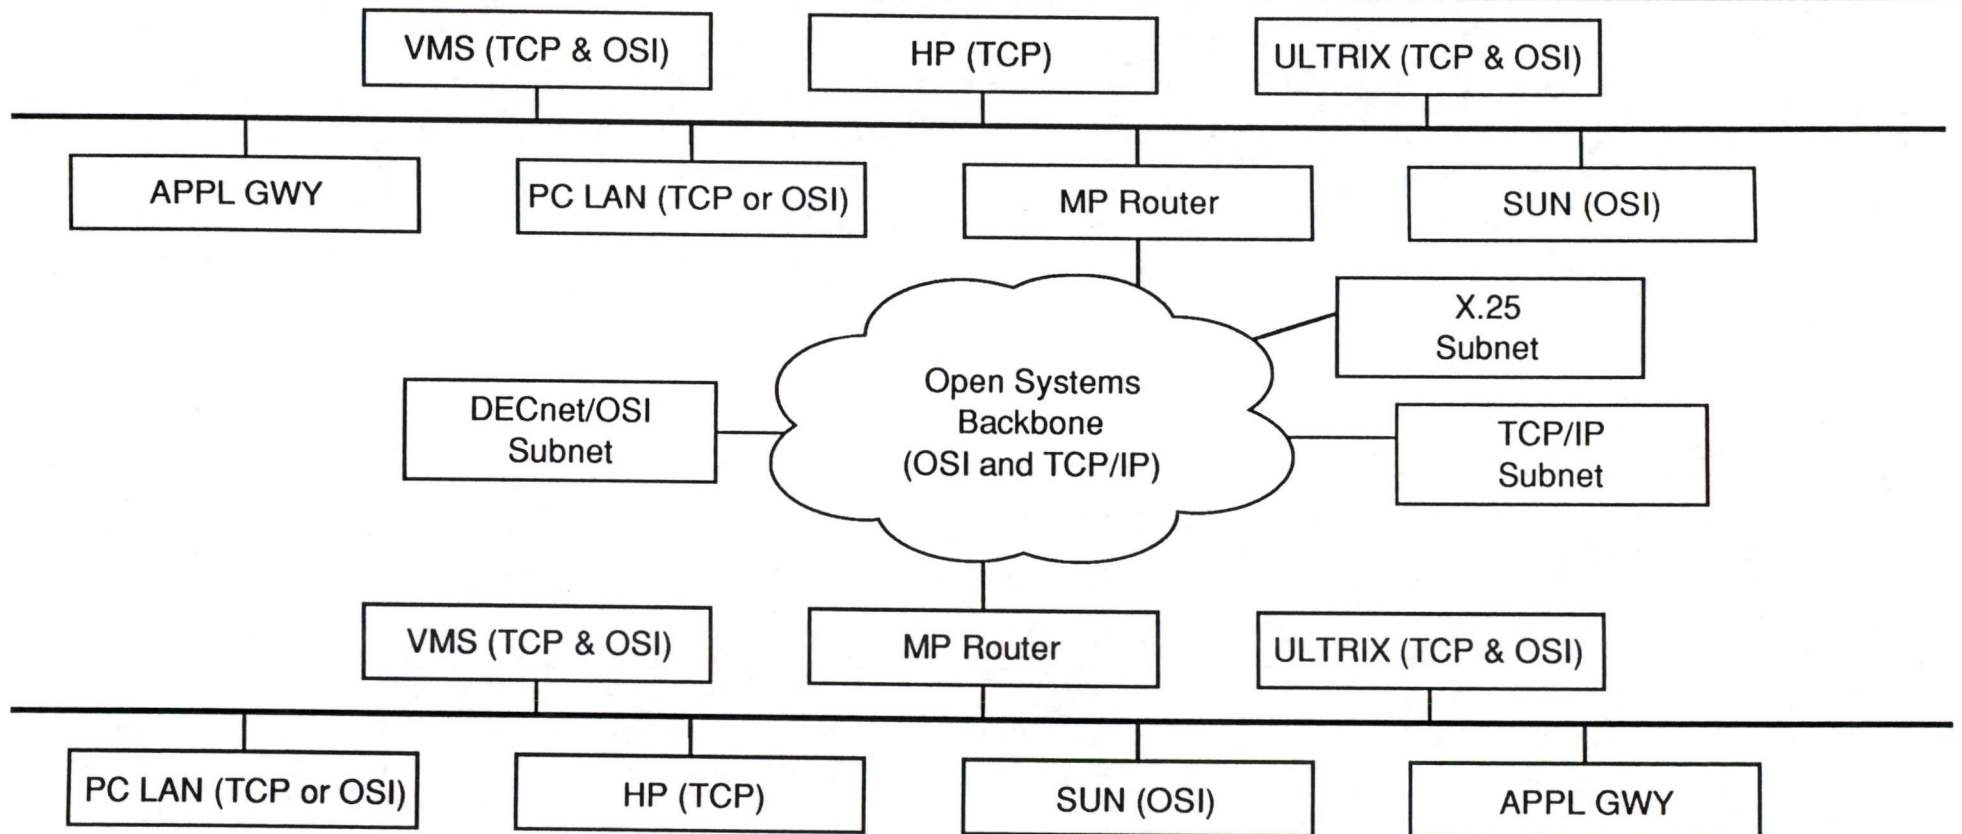 VMS (TCP & OSI)
HP (TCP)
ULTRIX (TCP & OSI)
APPL GWY
PC LAN (TCP or OSI)
MP Router
SUN (OSI)
X.25
Subnet
Open Systems
Backbone
(OSI and TCP/IP)
DECnet/OSI
Subnet
TCP/IP
Subnet
VMS (TCP & OSI)
MP Router
ULTRIX (TCP & OSI)
PC LAN (TCP or OSI)
HP (TCP)
SUN (OSI)
APPL GWY